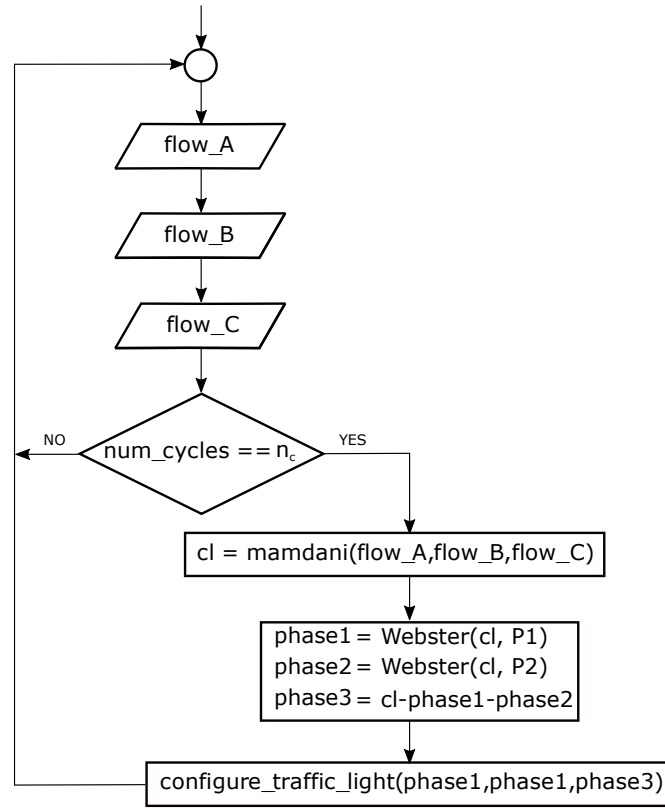 flow_A
flow_B
flow_C
num_cycles == n_c
NO
YES
cl = mamdani(flow_A,flow_B,flow_C)
phase1 = Webster(cl, P1)
phase2 = Webster(cl, P2)
phase3 = cl-phase1-phase2
configure_traffic_light(phase1,phase1,phase3)